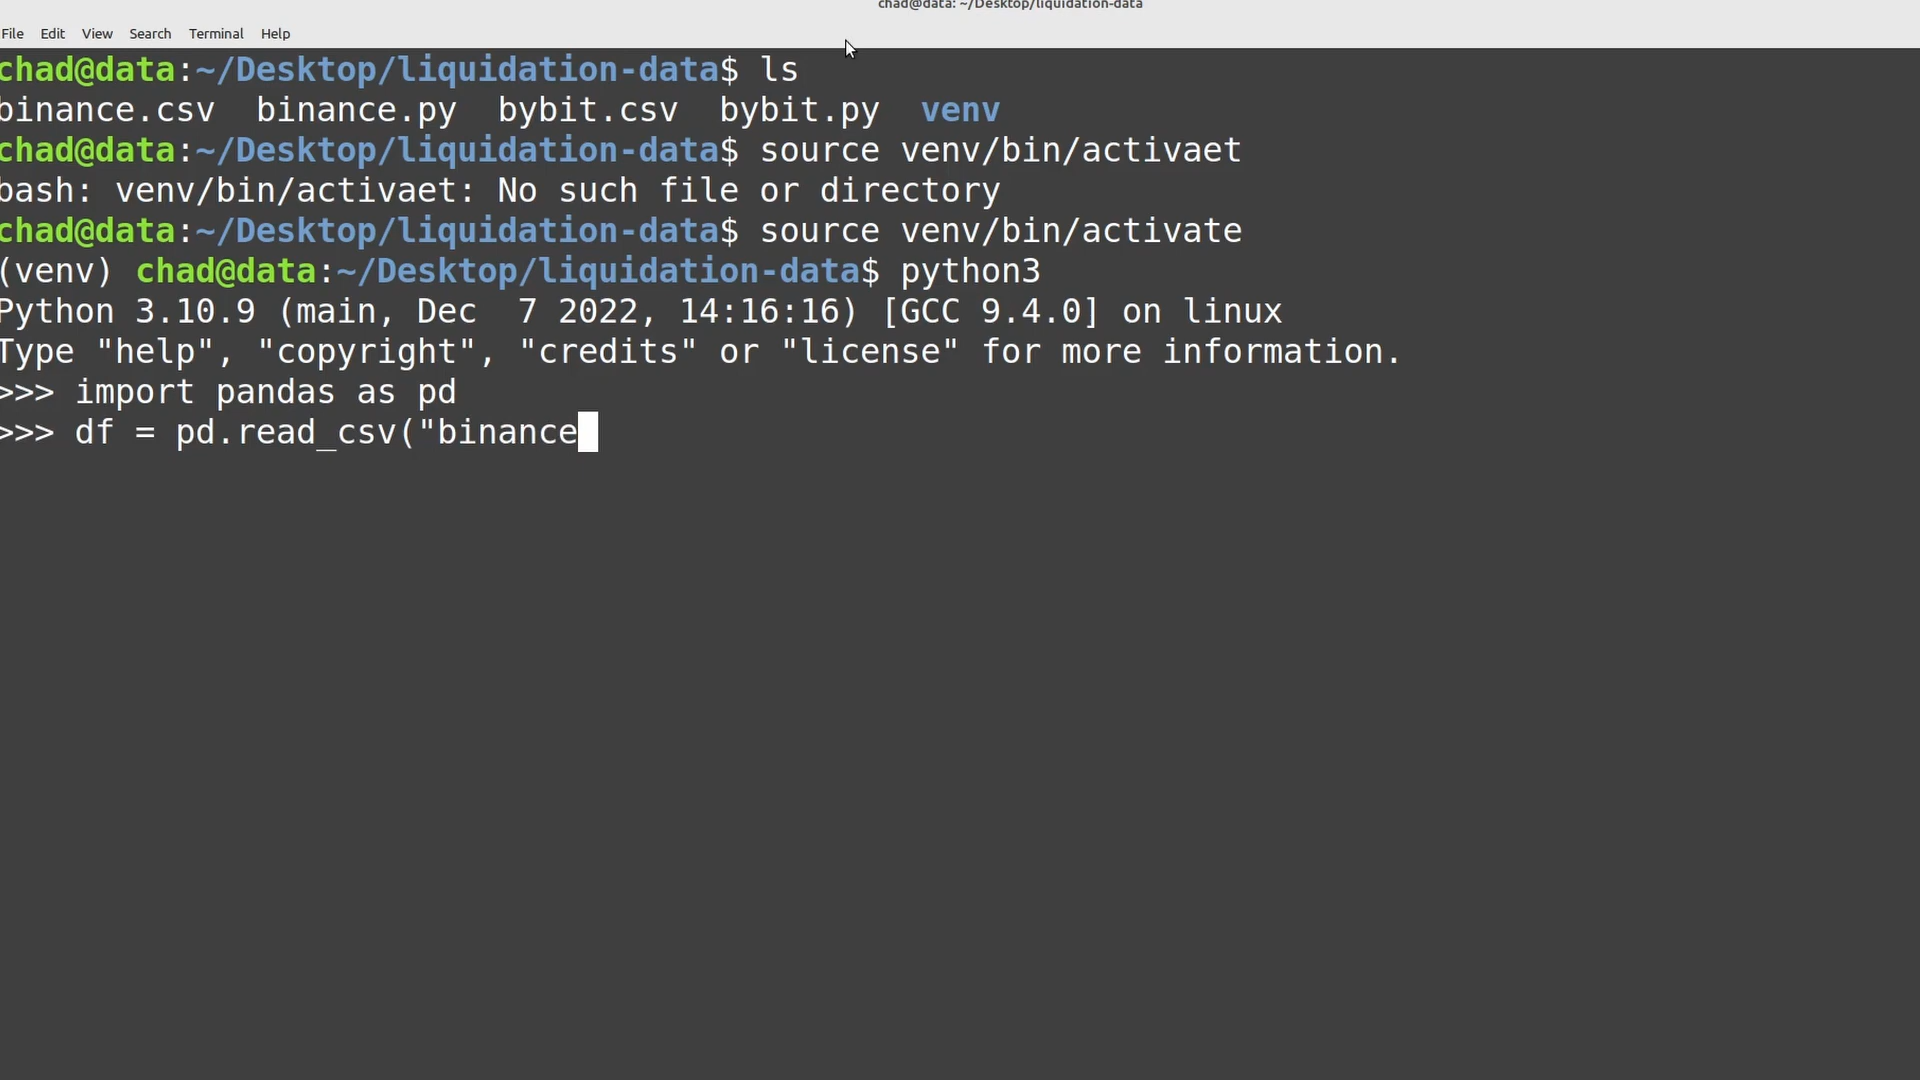 chad@data: ~/Desktop/liquidation-data
File Edit View Search Terminal Help
chad@data:~/Desktop/liquidation-data$ ls
binance.csv  binance.py  bybit.csv  bybit.py  venv
chad@data:~/Desktop/liquidation-data$ source venv/bin/activaet
bash: venv/bin/activaet: No such file or directory
chad@data:~/Desktop/liquidation-data$ source venv/bin/activate
(venv) chad@data:~/Desktop/liquidation-data$ python3
Python 3.10.9 (main, Dec  7 2022, 14:16:16) [GCC 9.4.0] on linux
Type "help", "copyright", "credits" or "license" for more information.
>>> import pandas as pd
>>> df = pd.read_csv("binance